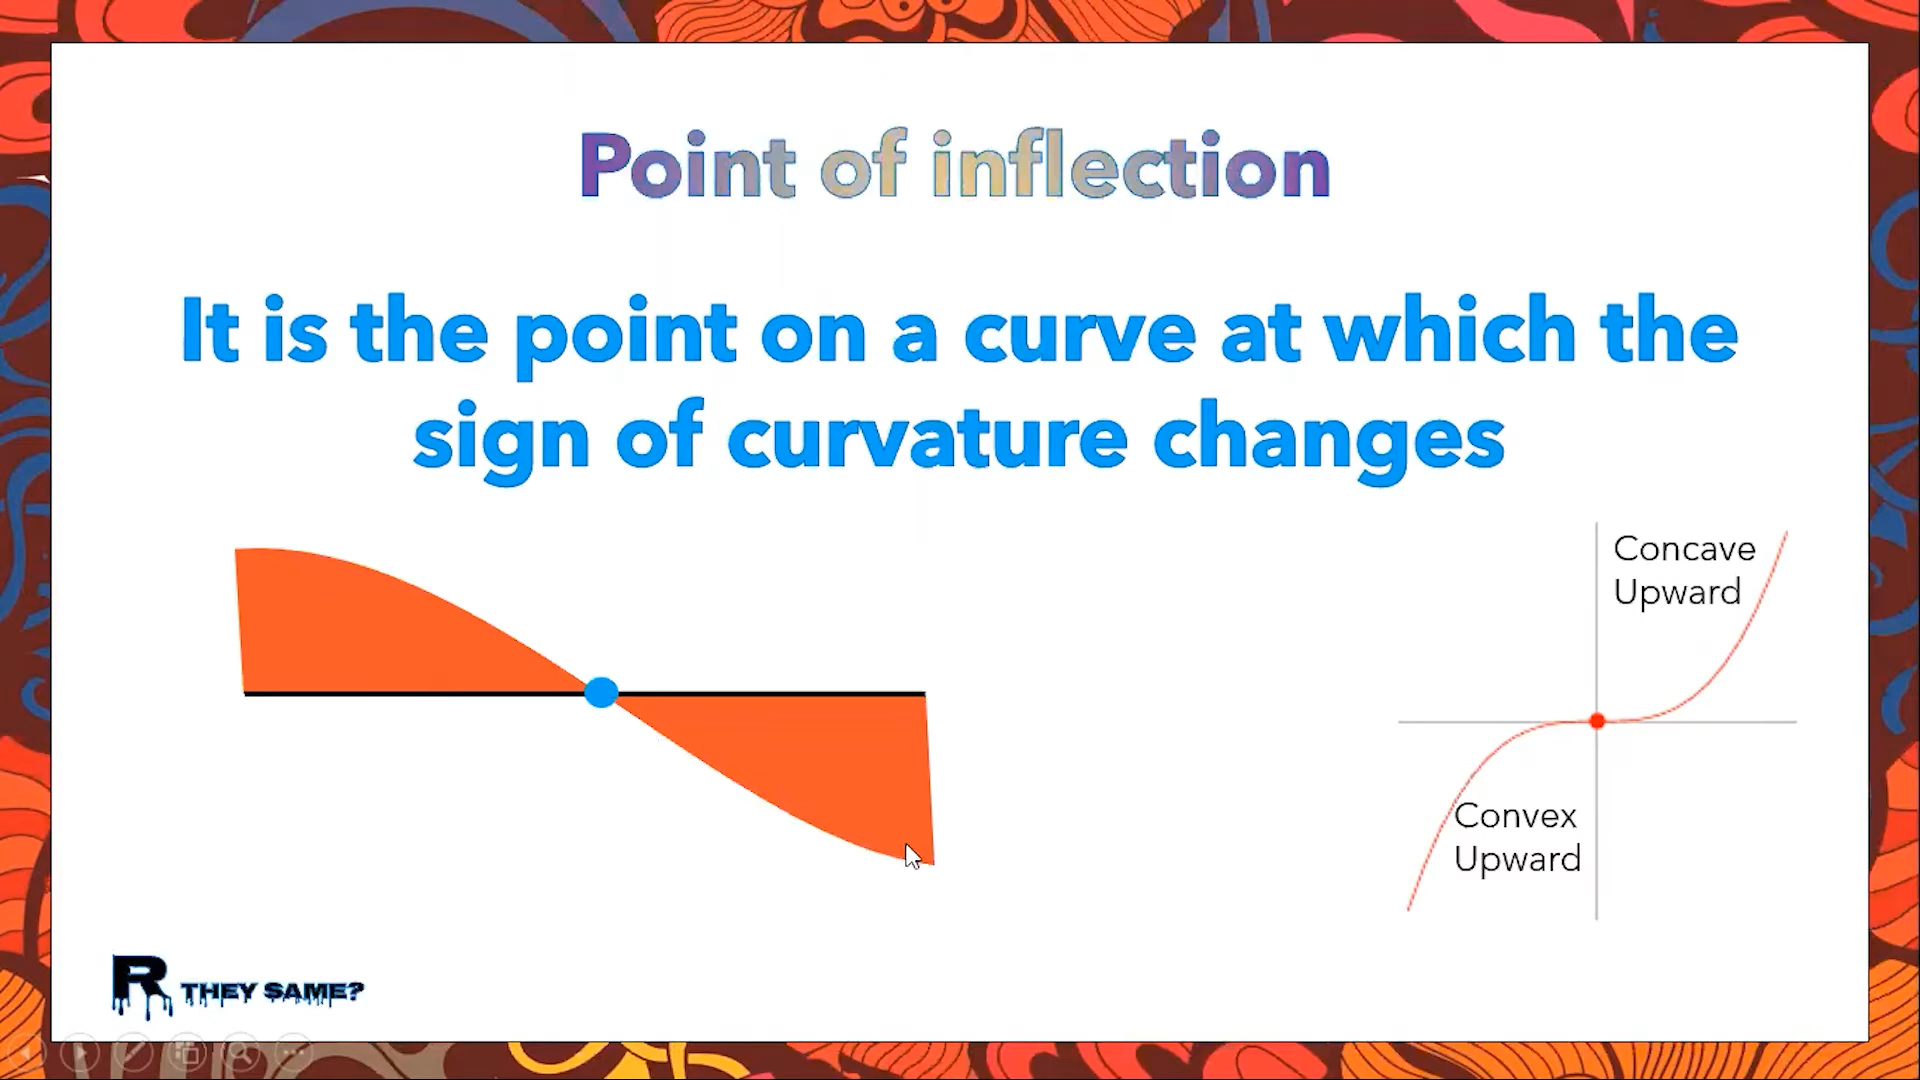 Point of inflection
It is the point on a curve at which the
sign of curvature changes
Concave
Upward
Convex
Upward
R THEY SAME?